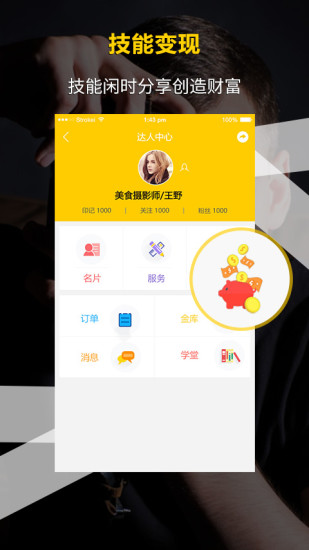 技能变现
技能闲时分享创造财富
Sinotes 1:43 pm 100%
达人中心
美食摄影师/王野
印记 1000 | 关注 1000 | 粉丝 1000
名片 服务
订单 金库
消息 学堂